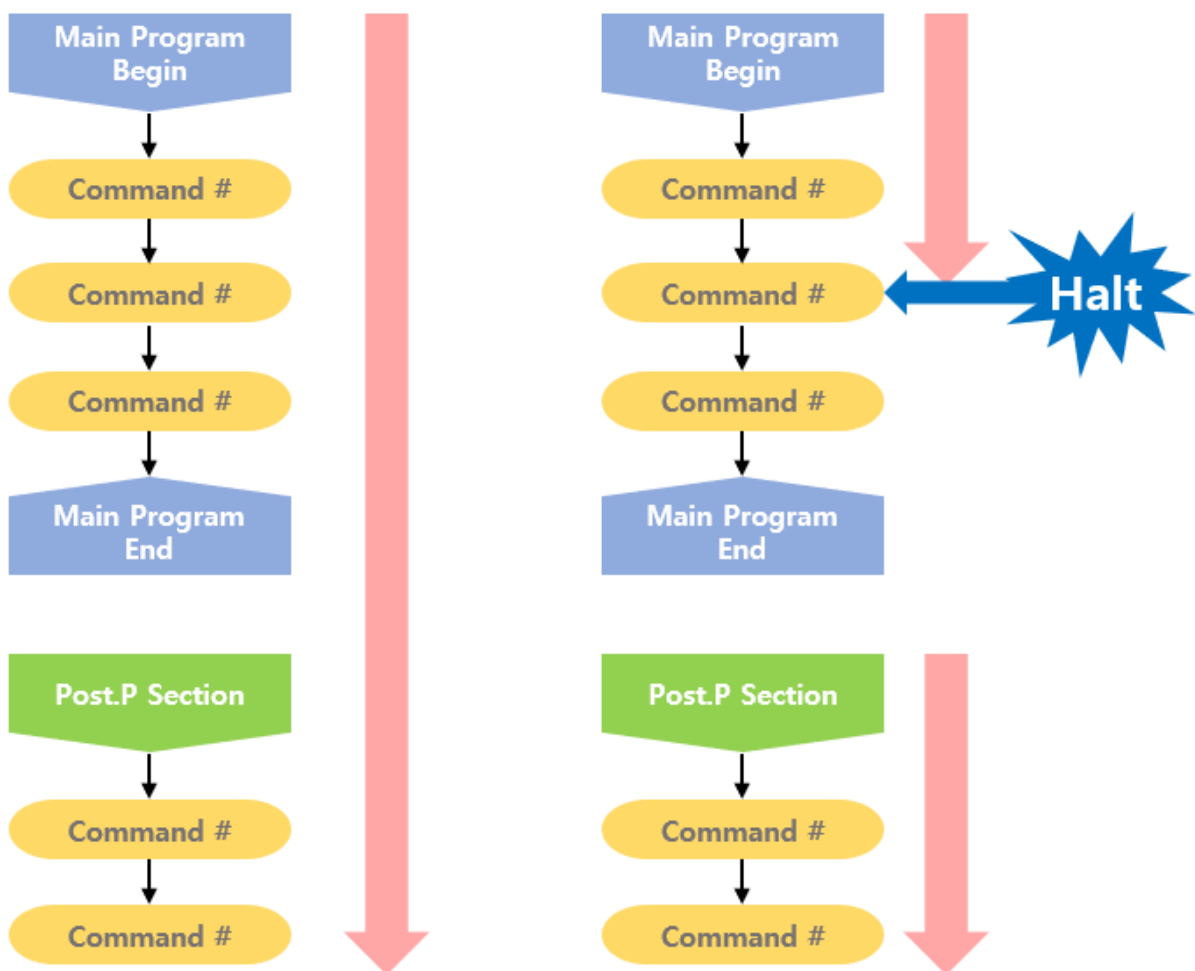 Main Program
Begin
Command #
Command #
Command #
Main Program
End
Post.P Section
Command #
Command #
Main Program
Begin
Command #
Command #
Halt
Command #
Main Program
End
Post.P Section
Command #
Command #